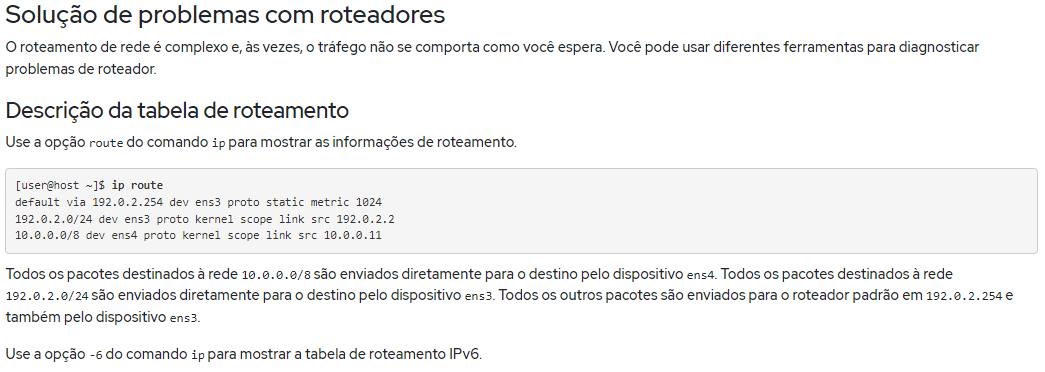 Solução de problemas com roteadores
O roteamento de rede é complexo e, às vezes, o tráfego não se comporta como você espera. Você pode usar diferentes ferramentas para diagnosticar
problemas de roteador.
Descrição da tabela de roteamento
Use a opção route do comando ip para mostrar as informações de roteamento.
[user@host ~]$ ip route
default via 192.0.2.254 dev ens3 proto static metric 1024
192.0.2.0/24 dev ens3 proto kernel scope link src 192.0.2.2
10.0.0.0/8 dev ens4 proto kernel scope link src 10.0.0.11
Todos os pacotes destinados à rede 10.0.0.0/8 são enviados diretamente para o destino pelo dispositivo ens4. Todos os pacotes destinados à rede
192.0.2.0/24 são enviados diretamente para o destino pelo dispositivo ens3. Todos os outros pacotes são enviados para o roteador padrão em 192.0.2.254 e
também pelo dispositivo ens3.
Use a opção -6 do comando ip para mostrar a tabela de roteamento IPv6.